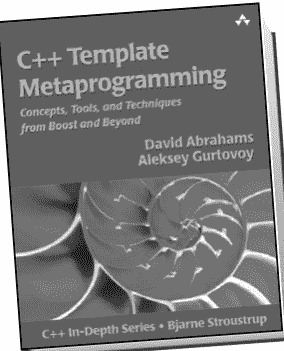 C++ Template
Metaprogramming
Concepts, Tools, and Techniques
from Boost and Beyond
David Abrahams
Aleksey Gurtovoy
C++ In-Depth Series • Bjarne Stroustrup